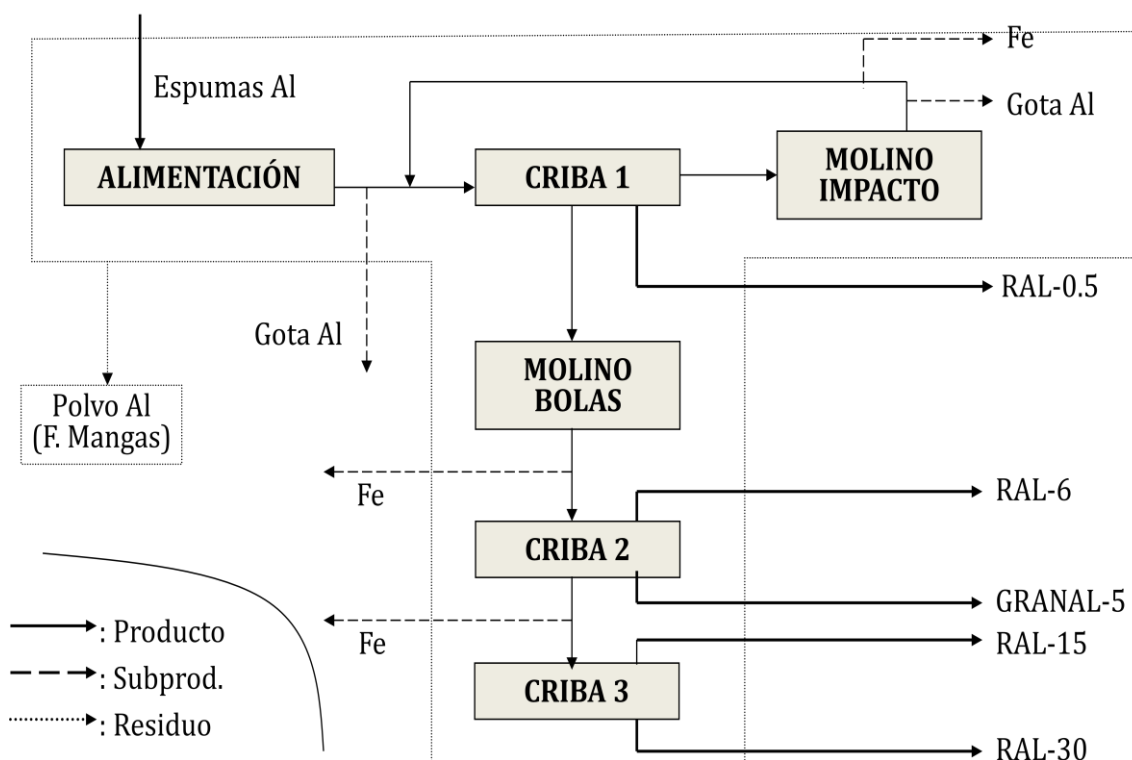 Fe
Espumas Al
Gota Al
ALIMENTACIÓN
CRIBA 1
MOLINO
IMPACTO
RAL-0.5
Gota Al
MOLINO
BOLAS
Polvo Al
(F. Mangas)
Fe
RAL-6
CRIBA 2
GRANAL-5
: Producto
Fe
RAL-15
: Subprod.
CRIBA 3
: Residuo
RAL-30